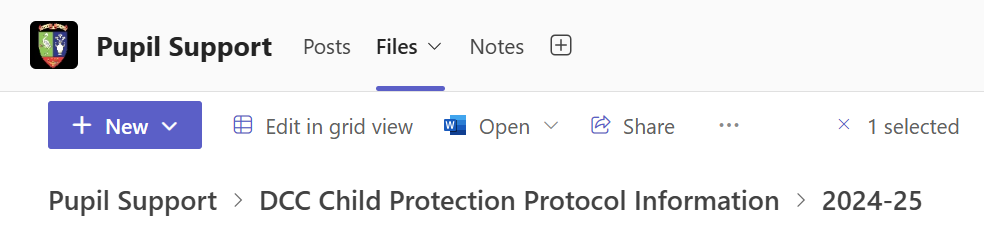 Pupil Support Posts Files Notes
New Edit in grid view Open Share 1 selected
Pupil Support > DCC Child Protection Protocol Information > 2024-25